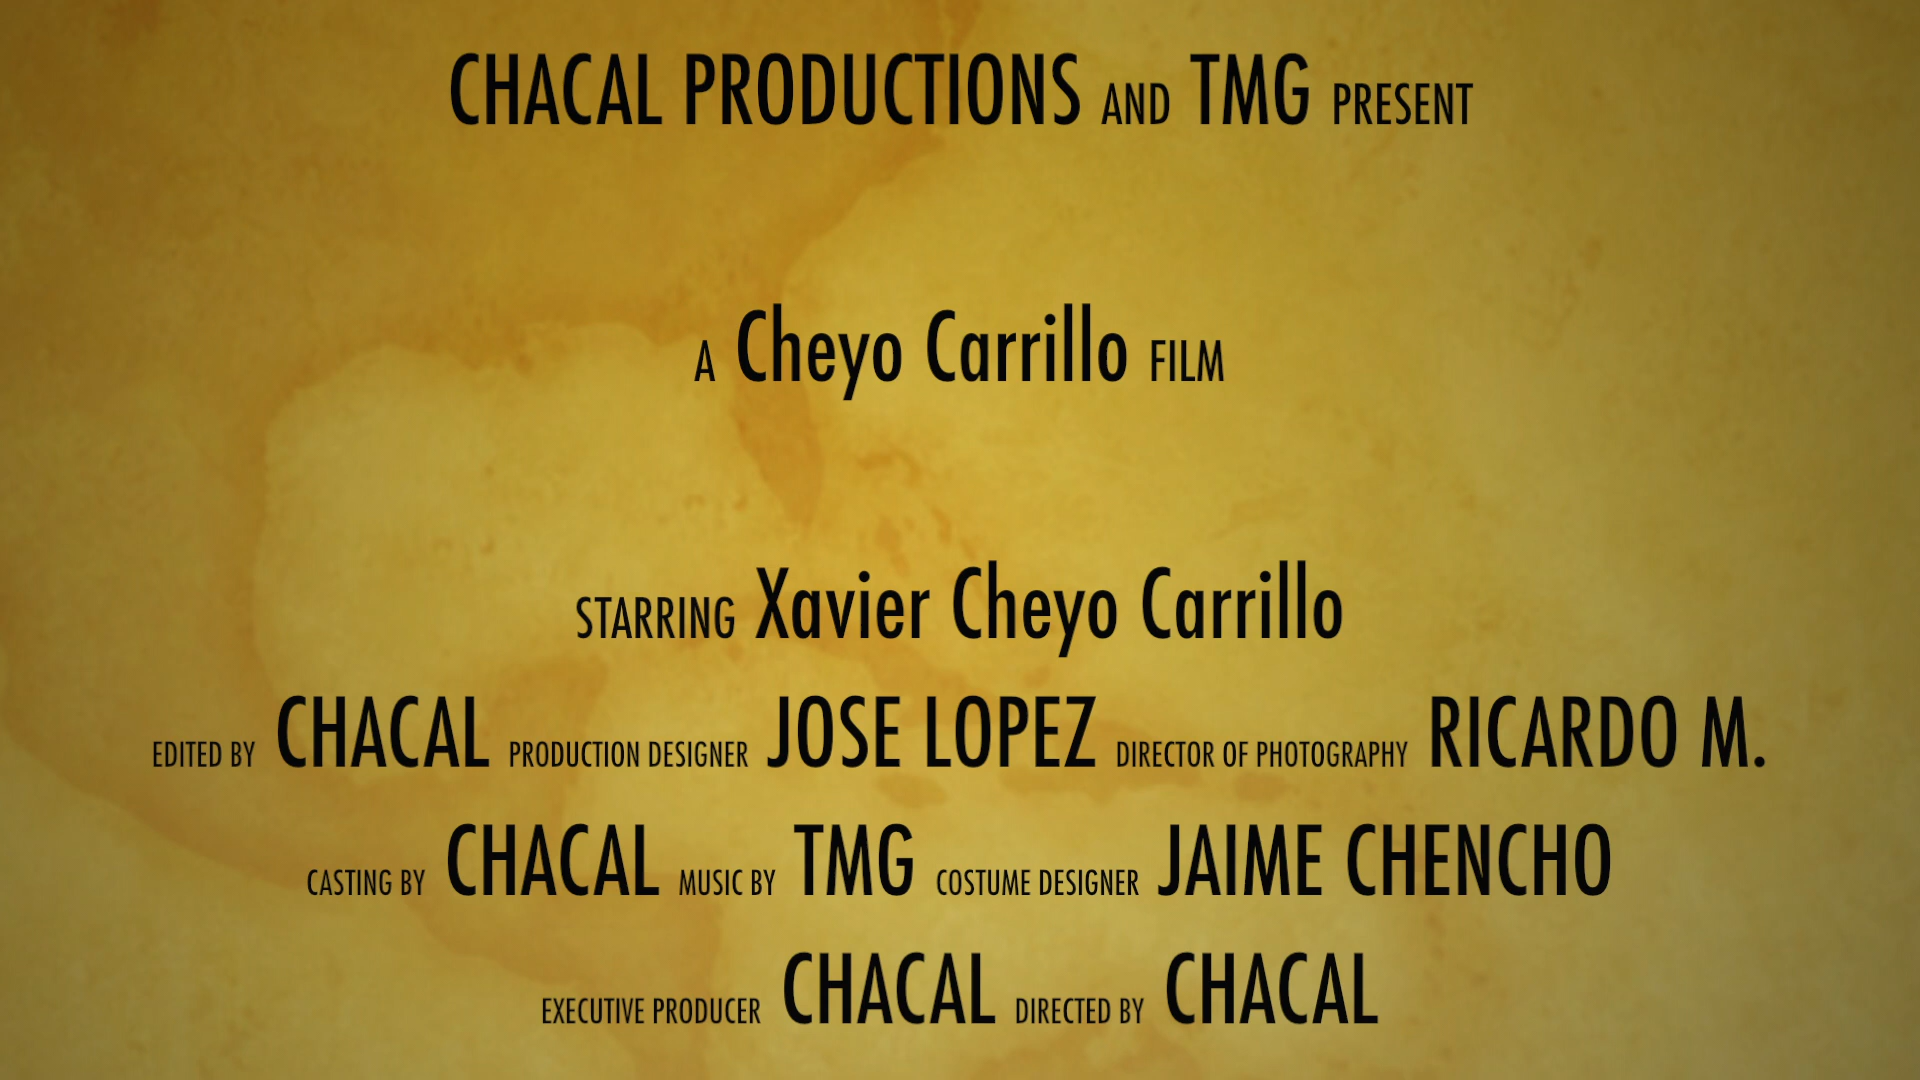 CHACAL PRODUCTIONS AND TMG PRESENT
A Cheyo Carrillo FILM
STARRING Xavier Cheyo Carrillo
EDITED BY CHACAL PRODUCTION DESIGNER JOSE LOPEZ DIRECTOR OF PHOTOGRAPHY RICARDO M.
CASTING BY CHACAL MUSIC BY TMG COSTUME DESIGNER JAIME CHENCHO
EXECUTIVE PRODUCER CHACAL DIRECTED BY CHACAL